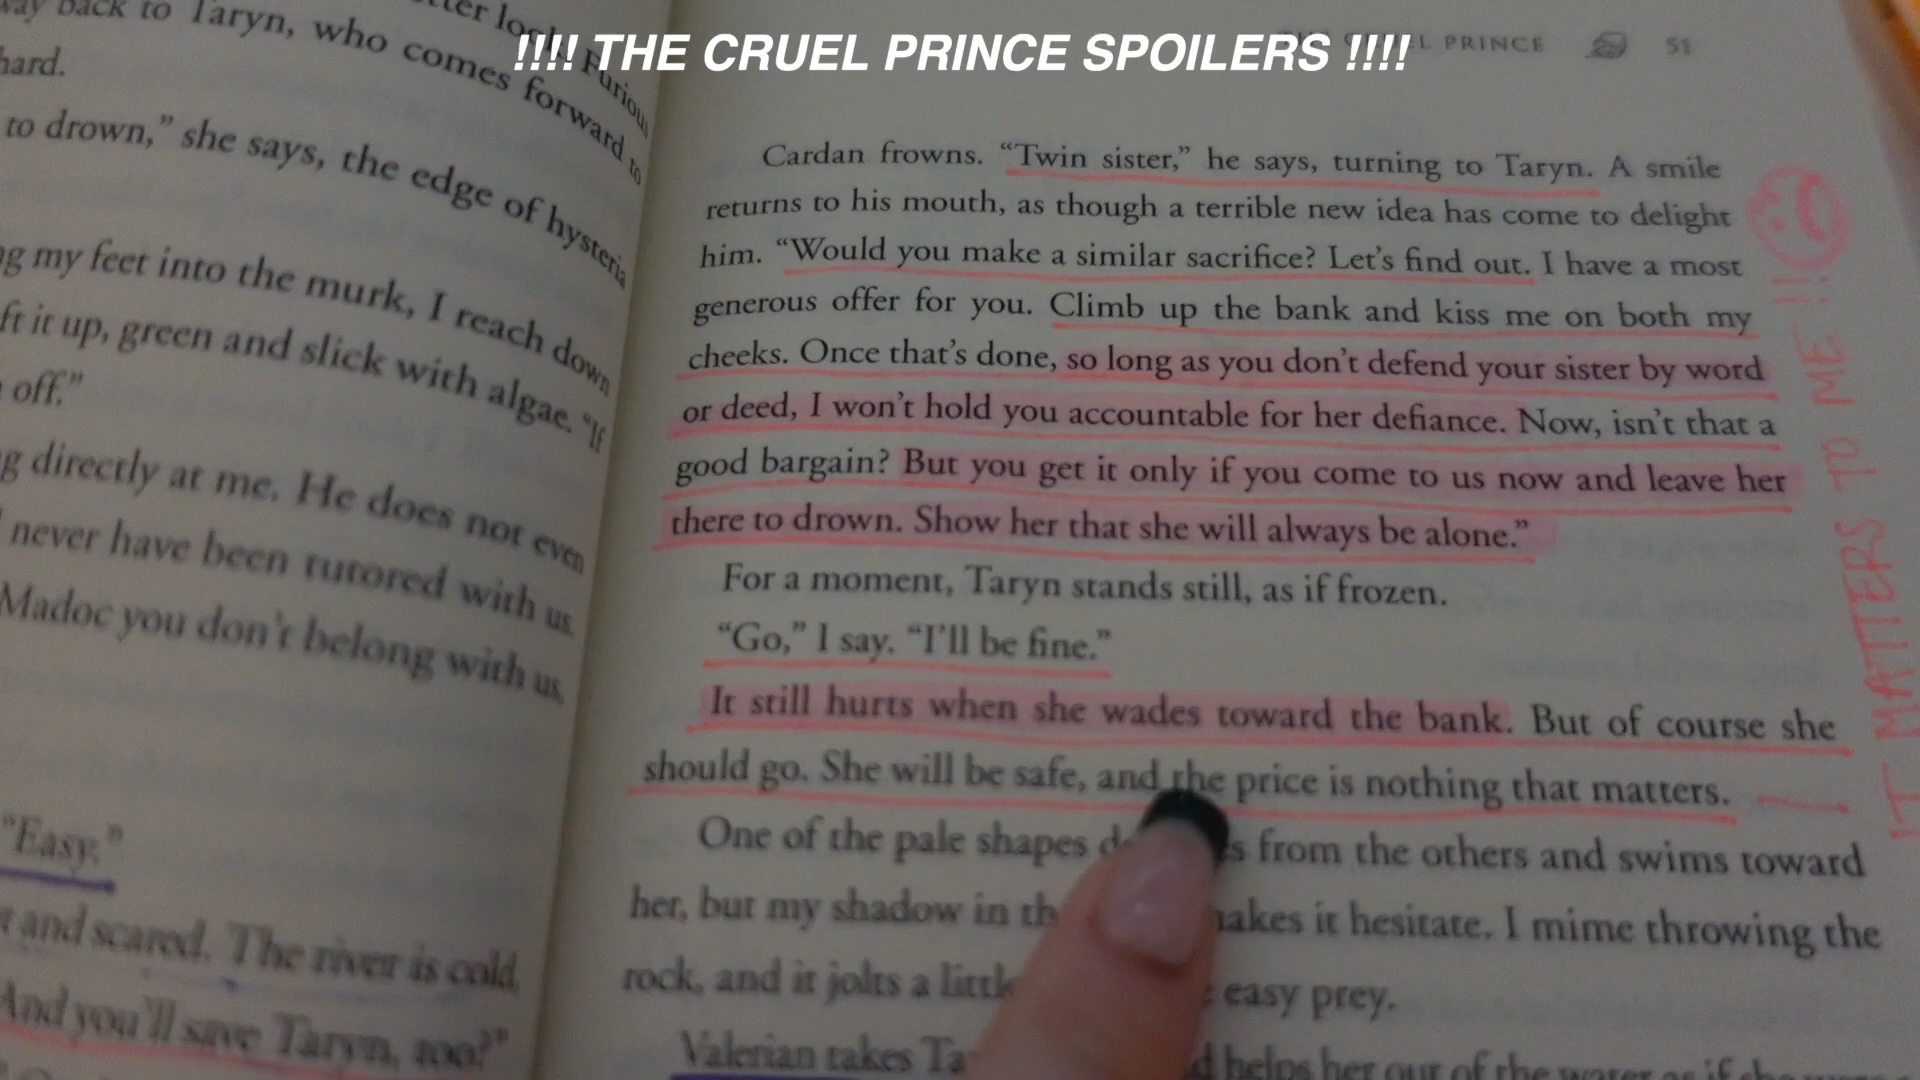 !!!! THE CRUEL PRINCE SPOILERS !!!!
way back to Taryn, who comes forward to
hard.
to drown,” she says, the edge of hysteria
g my feet into the murk, I reach down
ft it up, green and slick with algae. “If
off.”
g directly at me. He does not even
never have been tutored with us.
Madoc you don’t belong with us,
“Easy.”
t and scared. The river is cold.
And you’ll save Taryn, too?”
CRUEL PRINCE 51
Cardan frowns. “Twin sister,” he says, turning to Taryn. A smile
returns to his mouth, as though a terrible new idea has come to delight
him. “Would you make a similar sacrifice? Let’s find out. I have a most
generous offer for you. Climb up the bank and kiss me on both my
cheeks. Once that’s done, so long as you don’t defend your sister by word
or deed, I won’t hold you accountable for her defiance. Now, isn’t that a
good bargain? But you get it only if you come to us now and leave her
there to drown. Show her that she will always be alone.”
For a moment, Taryn stands still, as if frozen.
“Go,” I say. “I’ll be fine.”
It still hurts when she wades toward the bank. But of course she
should go. She will be safe, and the price is nothing that matters.
One of the pale shapes from the others and swims toward
her, but my shadow in makes it hesitate. I mime throwing the
rock, and it jolts a easy prey.
Valerian takes helps her out of the water as if
IT MATTERS TO ME !!